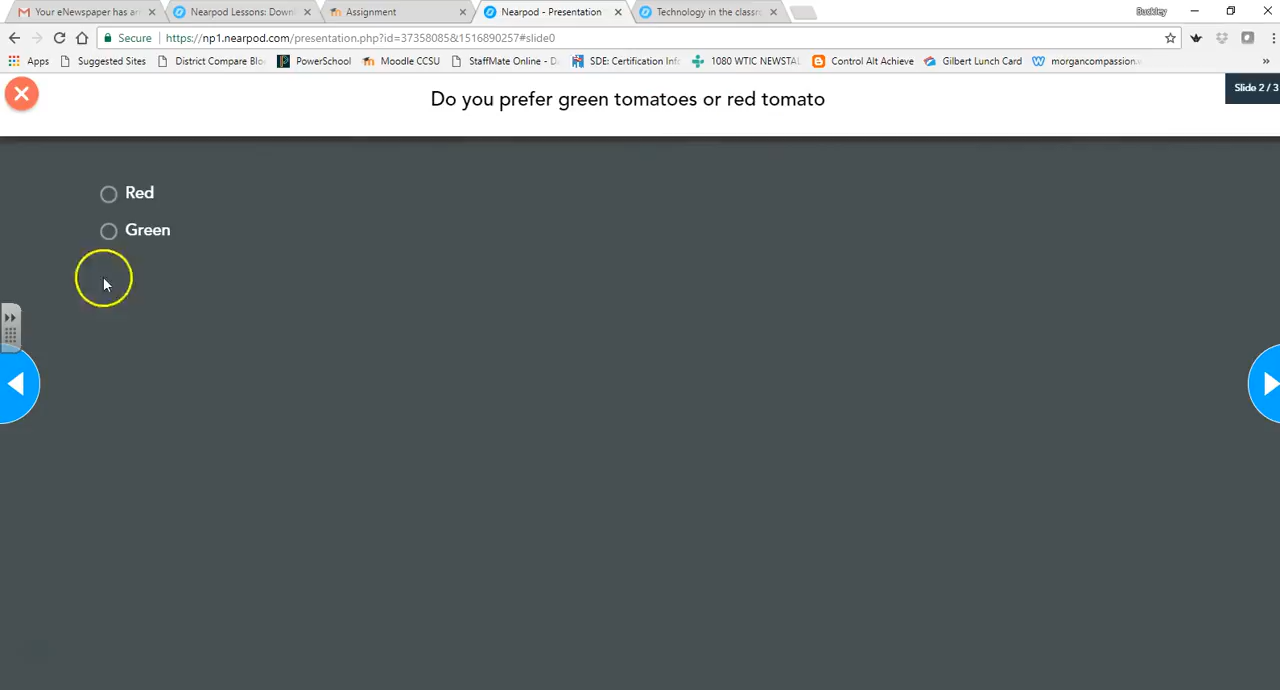 Your eNewspaper has ar
Nearpod Lessons: Downl
Assignment
Nearpod - Presentation
Technology in the classr
Buckley
Secure
https://np1.nearpod.com/presentation.php?id=373580858&1516890257#slide0
Apps
Suggested Sites
District Compare Blo
PowerSchool
Moodle CCSU
StaffMate Online - D
SDE: Certification Inf
1080 WTIC NEWSTAL
Control Alt Achieve
Gilbert Lunch Card
morgancompassion.w
Do you prefer green tomatoes or red tomato
Slide 2 / 3
Red
Green